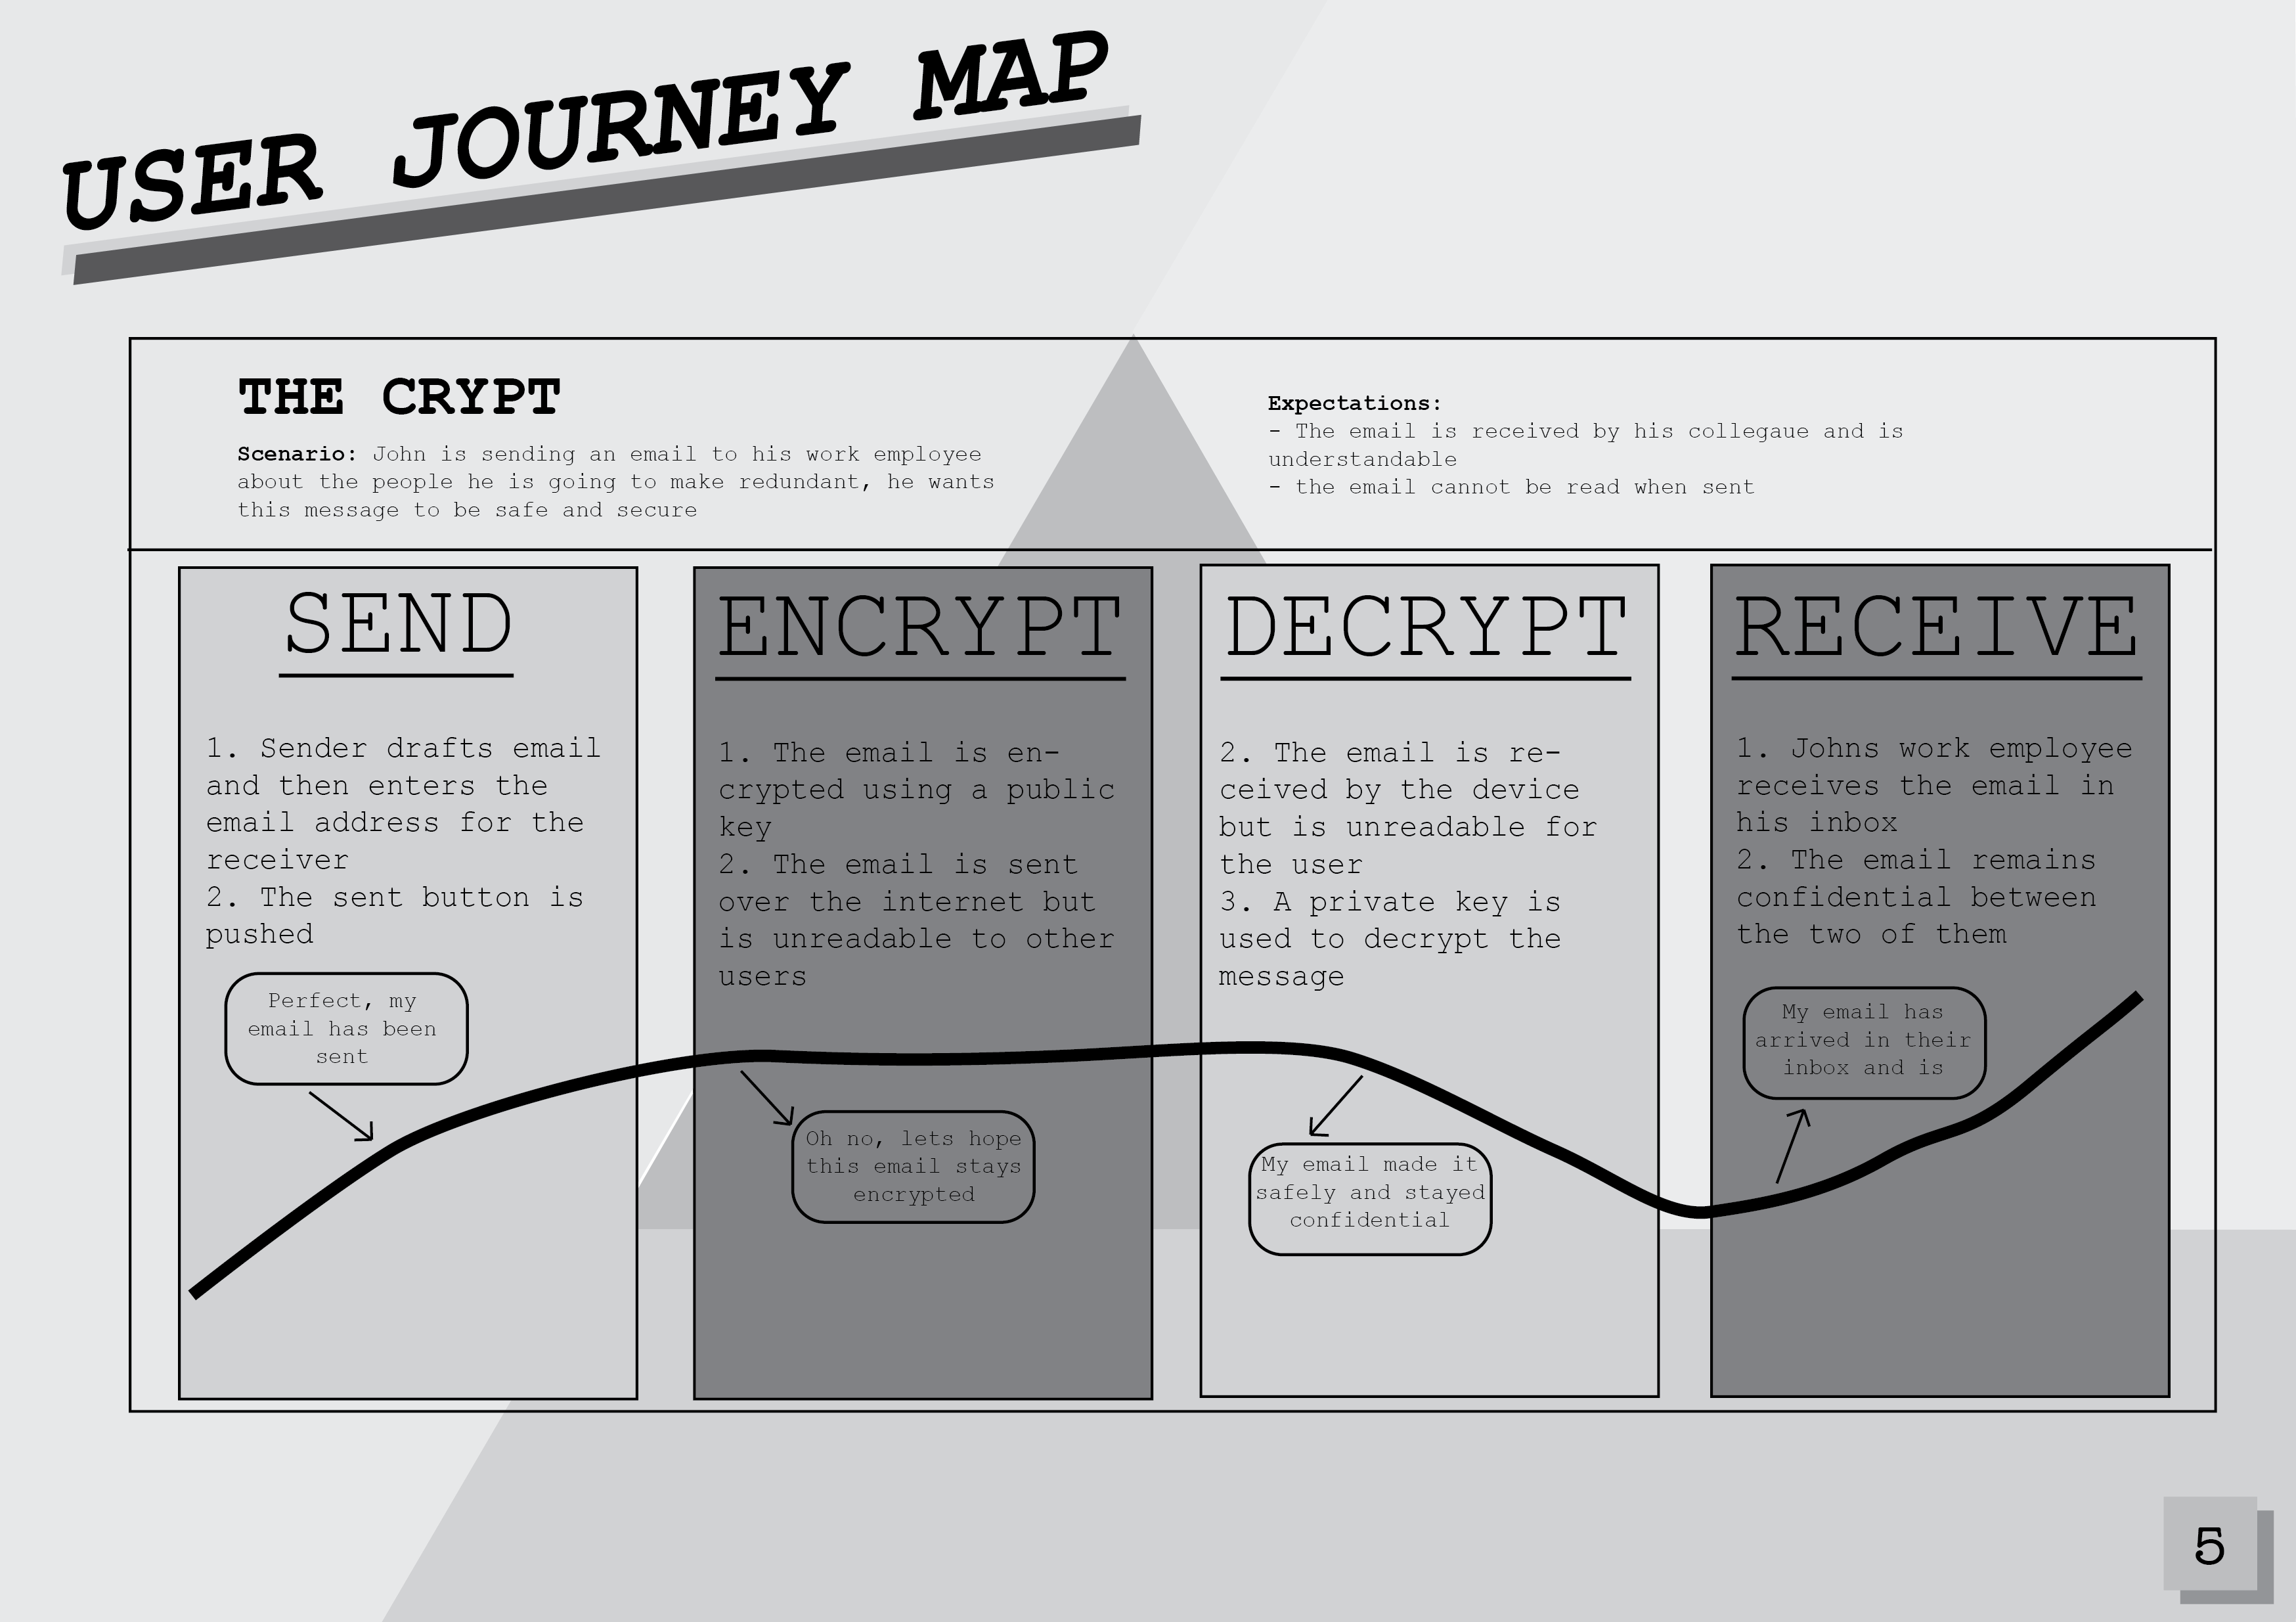 USER JOURNEY MAP
THE CRYPT
Scenario: John is sending an email to his work employee
about the people he is going to make redundant, he wants
this message to be safe and secure
Expectations:
- The email is received by his collegaue and is
understandable
- the email cannot be read when sent
SEND
1. Sender drafts email
and then enters the
email address for the
receiver
2. The sent button is
pushed
Perfect, my
email has been
sent
ENCRYPT
1. The email is en-
crypted using a public
key
2. The email is sent
over the internet but
is unreadable to other
users
Oh no, lets hope
this email stays
encrypted
DECRYPT
2. The email is re-
ceived by the device
but is unreadable for
the user
3. A private key is
used to decrypt the
message
My email made it
safely and stayed
confidential
RECEIVE
1. Johns work employee
receives the email in
his inbox
2. The email remains
confidential between
the two of them
My email has
arrived in their
inbox and is
5